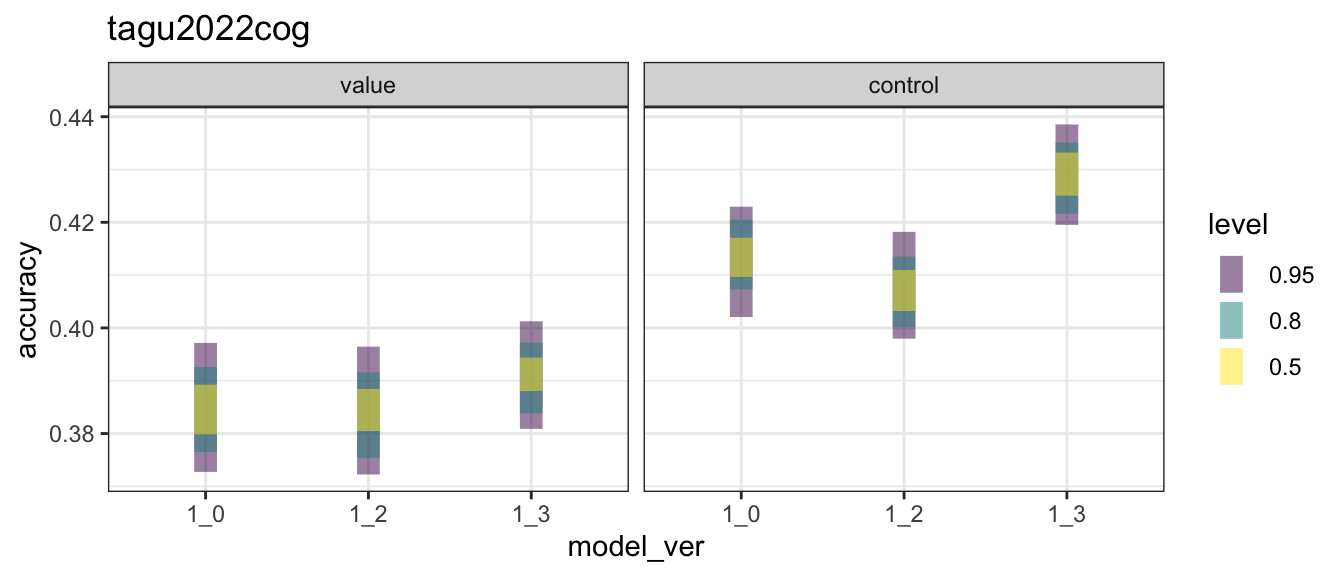 tagu2022cog
value
control
0.44
0.42
0.40
0.38
accuracy
1_0
1_2
1_3
1_0
1_2
1_3
model_ver
level
0.95
0.8
0.5